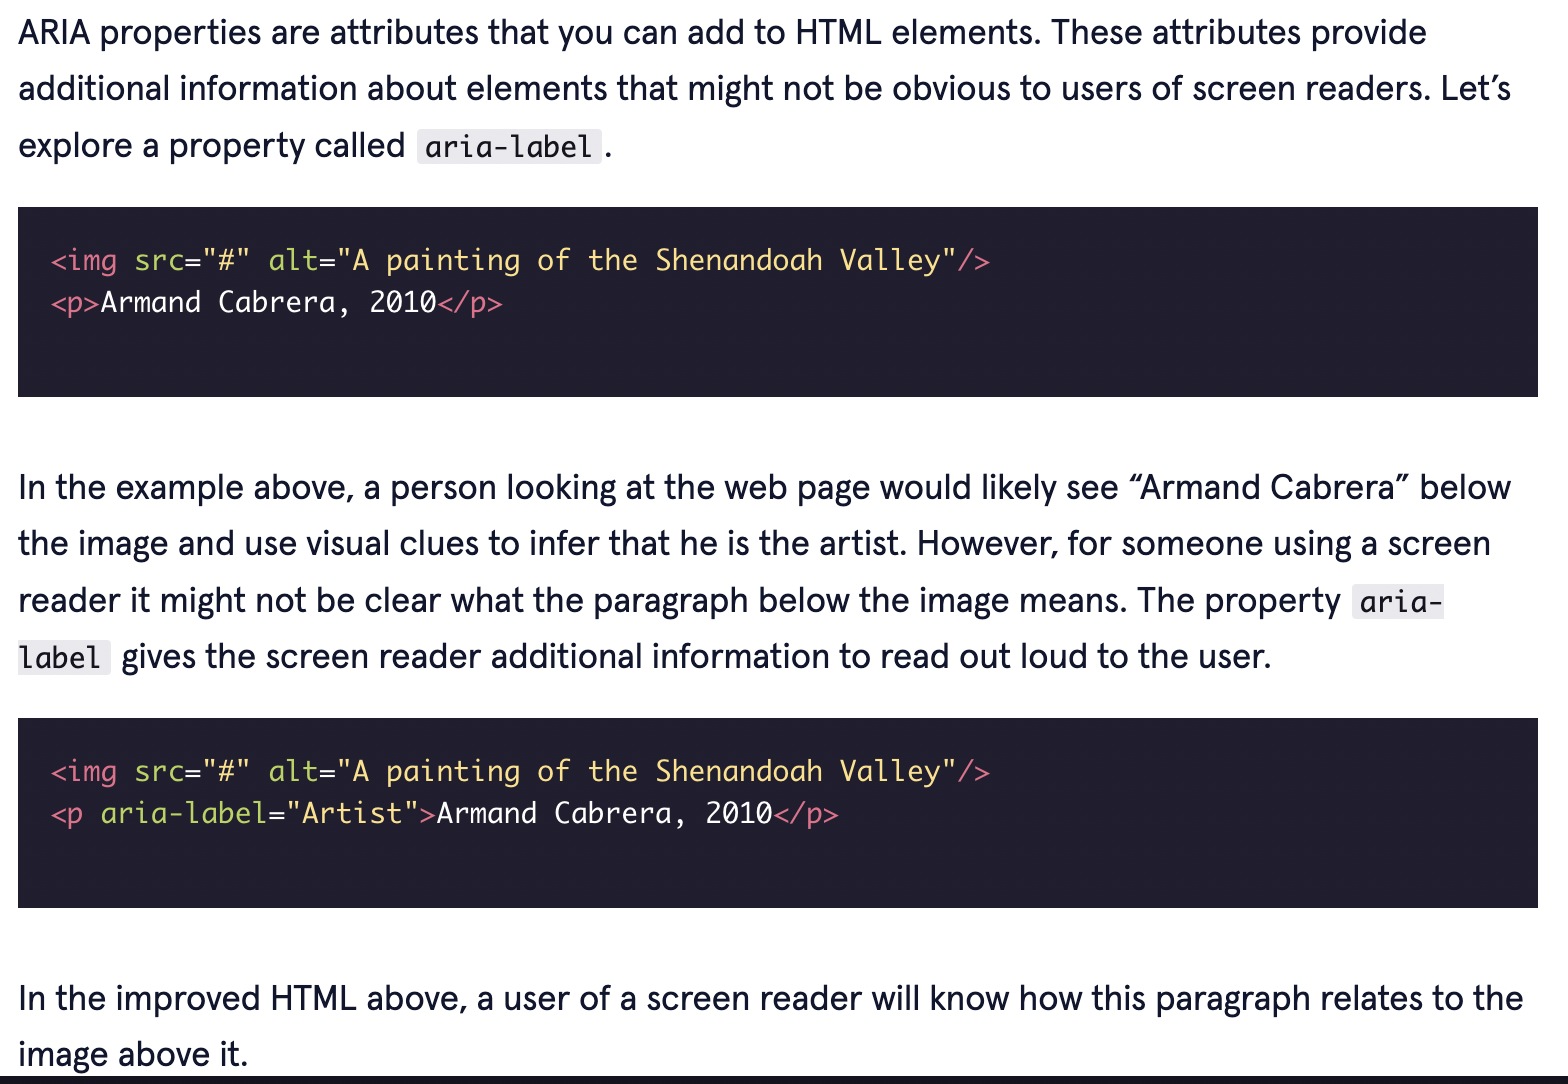 ARIA properties are attributes that you can add to HTML elements. These attributes provide
additional information about elements that might not be obvious to users of screen readers. Let’s
explore a property called aria-label.
<img src="#" alt="A painting of the Shenandoah Valley"/>
<p>Armand Cabrera, 2010</p>
In the example above, a person looking at the web page would likely see “Armand Cabrera” below
the image and use visual clues to infer that he is the artist. However, for someone using a screen
reader it might not be clear what the paragraph below the image means. The property aria-
label gives the screen reader additional information to read out loud to the user.
<img src="#" alt="A painting of the Shenandoah Valley"/>
<p aria-label="Artist">Armand Cabrera, 2010</p>
In the improved HTML above, a user of a screen reader will know how this paragraph relates to the
image above it.